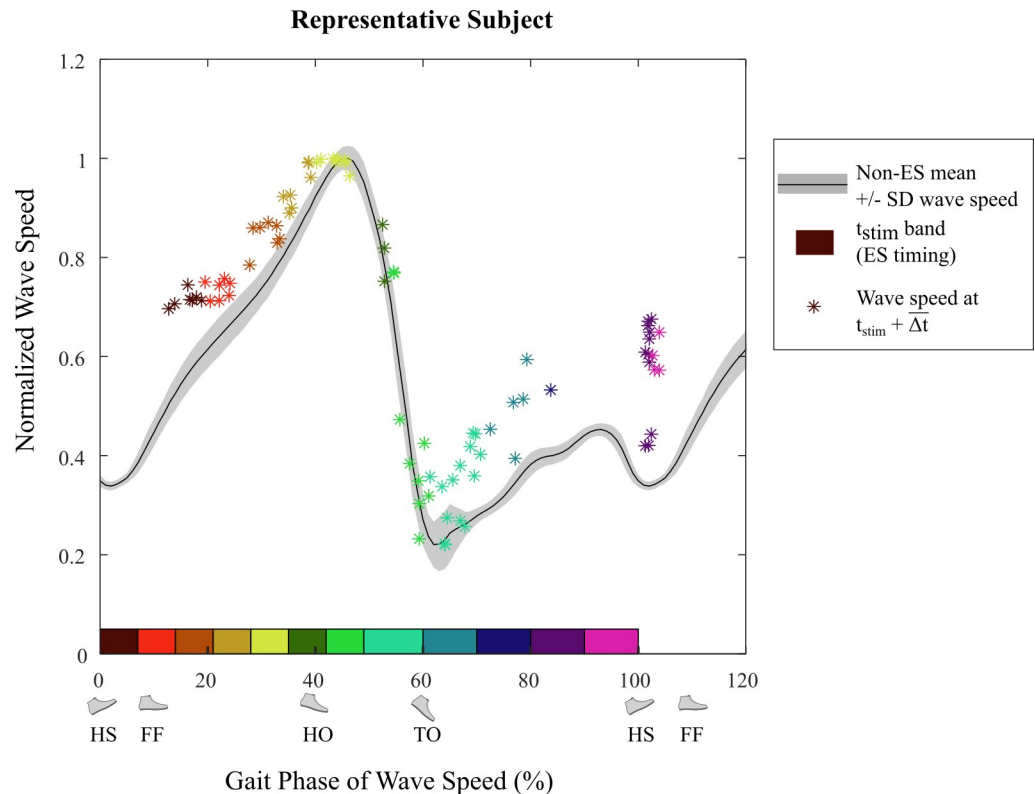 Representative Subject
1.2
1
0.8
0.6
0.4
0.2
0
Normalized Wave Speed
0 20 40 60 80 100 120
HS FF HO TO HS FF
Gait Phase of Wave Speed (%)
Non-ES mean
+/- SD wave speed
tstim band
(ES timing)
Wave speed at
tstim + Δt